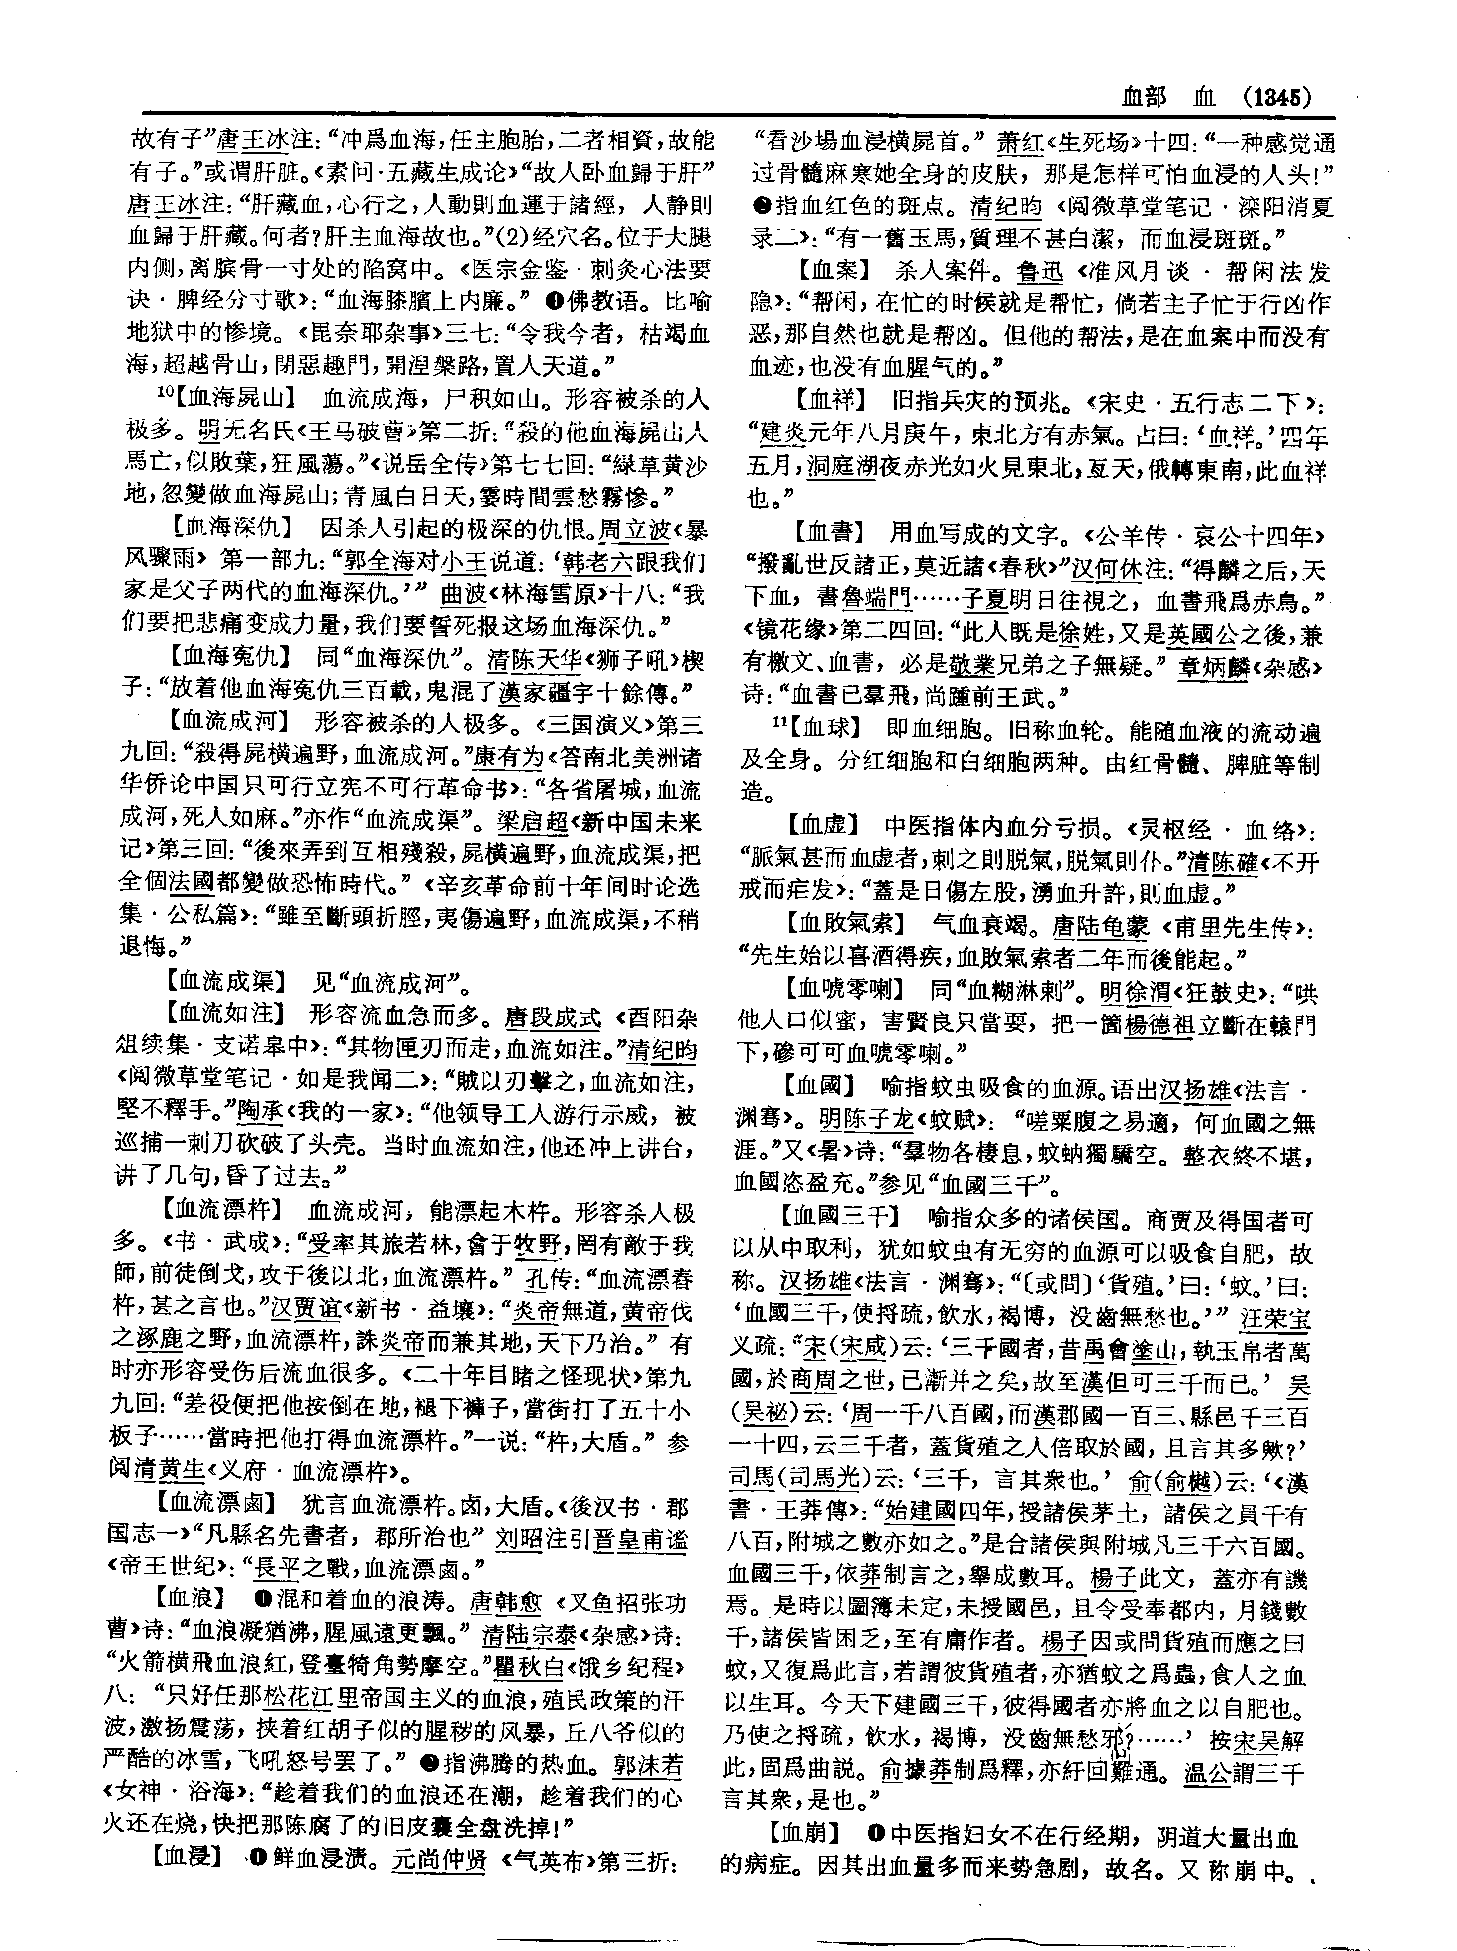 血部　血　(1345)
故有子”唐王冰注：“冲爲血海，任主胞胎，二者相資，故能
有子。”或谓肝脏。《素问·五藏生成论》“故人卧血歸于肝”
唐王冰注：“肝藏血，心行之，人動則血運于諸經，人静則
血歸于肝藏。何者？肝主血海故也。”(2)经穴名。位于大腿
内侧，离膑骨一寸处的陷窝中。《医宗金鉴·刺灸心法要
诀·脾经分寸歌》：“血海膝臏上内廉。”❹佛教语。比喻
地狱中的惨境。《毘奈耶杂事》三七：“令我今者，枯竭血
海，超越骨山，閉惡趣門，開涅槃路，置人天道。”
¹⁰【血海屍山】　血流成海，尸积如山。形容被杀的人
极多。明无名氏《王马破曹》第二折：“殺的他血海屍山人
馬亡，似敗葉，狂風蕩。”《说岳全传》第七七回：“緑草黄沙
地，忽變做血海屍山；青風白日天，霎時間雲愁霧慘。”
【血海深仇】　因杀人引起的极深的仇恨。周立波《暴
风骤雨》第一部九：“郭全海对小王说道：‘韩老六跟我们
家是父子两代的血海深仇。’”曲波《林海雪原》十八：“我
们要把悲痛变成力量，我们要誓死报这场血海深仇。”
【血海冤仇】　同“血海深仇”。清陈天华《狮子吼》楔
子：“放着他血海冤仇三百載，鬼混了漢家疆宇十餘傳。”
【血流成河】　形容被杀的人极多。《三国演义》第三
九回：“殺得屍横遍野，血流成河。”康有为《答南北美洲诸
华侨论中国只可行立宪不可行革命书》：“各省屠城，血流
成河，死人如麻。”亦作“血流成渠”。梁启超《新中国未来
记》第三回：“後來弄到互相殘殺，屍横遍野，血流成渠，把
全個法國都變做恐怖時代。”《辛亥革命前十年间时论选
集·公私篇》：“雖至斷頭折脛，夷傷遍野，血流成渠，不稍
退悔。”
【血流成渠】　见“血流成河”。
【血流如注】　形容流血急而多。唐段成式《酉阳杂
俎续集·支诺皋中》：“其物匣刃而走，血流如注。”清纪昀
《阅微草堂笔记·如是我闻二》：“賊以刃擊之，血流如注，
堅不釋手。”陶承《我的一家》：“他领导工人游行示威，被
巡捕一刺刀砍破了头壳。当时血流如注，他还冲上讲台，
讲了几句，昏了过去。”
【血流漂杵】　血流成河，能漂起木杵。形容杀人极
多。《书·武成》：“受率其旅若林，會于牧野，罔有敵于我
師，前徒倒戈，攻于後以北，血流漂杵。”孔传：“血流漂舂
杵，甚之言也。”汉贾谊《新书·益壤》：“炎帝無道，黄帝伐
之涿鹿之野，血流漂杵，誅炎帝而兼其地，天下乃治。”有
时亦形容受伤后流血很多。《二十年目睹之怪现状》第九
九回：“差役便把他按倒在地，褪下褲子，當街打了五十小
板子……當時把他打得血流漂杵。”一说：“杵，大盾。”参
阅清黄生《义府·血流漂杵》。
【血流漂鹵】　犹言血流漂杵。卤，大盾。《後汉书·郡
国志一》“凡縣名先書者，郡所治也”刘昭注引晋皇甫谧
《帝王世纪》：“長平之戰，血流漂鹵。”
【血浪】　❶混和着血的浪涛。唐韩愈《叉鱼招张功
曹》诗：“血浪凝猶沸，腥風遠更飄。”清陆宗泰《杂感》诗：
“火箭横飛血浪紅，登臺犄角勢摩空。”瞿秋白《饿乡纪程》
八：“只好任那松花江里帝国主义的血浪，殖民政策的汗
波，激扬震荡，挟着红胡子似的腥秽的风暴，丘八爷似的
严酷的冰雪，飞吼怒号罢了。”❷指沸腾的热血。郭沫若
《女神·浴海》：“趁着我们的血浪还在潮，趁着我们的心
火还在烧，快把那陈腐了的旧皮囊全盘洗掉！”
【血浸】　❶鲜血浸渍。元尚仲贤《气英布》第三折：
“看沙場血浸横屍首。”萧红《生死场》十四：“一种感觉通
过骨髓麻寒她全身的皮肤，那是怎样可怕血浸的人头！”
❷指血红色的斑点。清纪昀《阅微草堂笔记·滦阳消夏
录二》：“有一舊玉馬，質理不甚白潔，而血浸斑斑。”
【血案】　杀人案件。鲁迅《准风月谈·帮闲法发
隐》：“帮闲，在忙的时候就是帮忙，倘若主子忙于行凶作
恶，那自然也就是帮凶。但他的帮法，是在血案中而没有
血迹，也没有血腥气的。”
【血祥】　旧指兵灾的预兆。《宋史·五行志二下》：
“建炎元年八月庚午，東北方有赤氣。占曰：‘血祥。’四年
五月，洞庭湖夜赤光如火見東北，亙天，俄轉東南，此血祥
也。”
【血書】　用血写成的文字。《公羊传·哀公十四年》
“撥亂世反諸正，莫近諸《春秋》”汉何休注：“得麟之后，天
下血，書魯端門……子夏明日往視之，血書飛爲赤鳥。”
《镜花缘》第二四回：“此人既是徐姓，又是英國公之後，兼
有檄文、血書，必是敬業兄弟之子無疑。”章炳麟《杂感》
诗：“血書已羣飛，尚踵前王武。”
¹¹【血球】　即血细胞。旧称血轮。能随血液的流动遍
及全身。分红细胞和白细胞两种。由红骨髓、脾脏等制
造。
【血虚】　中医指体内血分亏损。《灵枢经·血络》：
“脈氣甚而血虚者，刺之則脱氣，脱氣則仆。”清陈確《不开
戒而疟发》：“蓋是日傷左股，湧血升許，則血虚。”
【血敗氣索】　气血衰竭。唐陆龟蒙《甫里先生传》：
“先生始以喜酒得疾，血敗氣索者二年而後能起。”
【血唬零喇】　同“血糊淋剌”。明徐渭《狂鼓史》：“哄
他人口似蜜，害賢良只當耍，把一箇楊德祖立斷在轅門
下，磣可可血唬零喇。”
【血國】　喻指蚊虫吸食的血源。语出汉扬雄《法言·
渊骞》。明陈子龙《蚊赋》：“嗟粟腹之易適，何血國之無
涯。”又《暑》诗：“羣物各棲息，蚊蚋獨驕空。整衣終不堪，
血國恣盈充。”参见“血國三千”。
【血國三千】　喻指众多的诸侯国。商贾及得国者可
以从中取利，犹如蚊虫有无穷的血源可以吸食自肥，故
称。汉扬雄《法言·渊骞》：“〔或問〕‘貨殖。’曰：‘蚊。’曰：
‘血國三千，使捋疏，飲水，褐博，没齒無愁也。’”汪荣宝
义疏：“宋（宋咸）云：‘三千國者，昔禹會塗山，執玉帛者萬
國，於商周之世，已漸并之矣，故至漢但可三千而已。’吴
（吴祕）云：‘周一千八百國，而漢郡國一百三、縣邑千三百
一十四，云三千者，蓋貨殖之人倍取於國，且言其多歟？’
司馬（司馬光）云：‘三千，言其衆也。’俞（俞樾）云：‘《漢
書·王莽傳》：“始建國四年，授諸侯茅土，諸侯之員千有
八百，附城之數亦如之。”是合諸侯與附城凡三千六百國。
血國三千，依莽制言之，舉成數耳。楊子此文，蓋亦有譏
焉。是時以圖簿未定，未授國邑，且令受奉都内，月錢數
千，諸侯皆困乏，至有庸作者。楊子因或問貨殖而應之曰
蚊，又復爲此言，若謂彼貨殖者，亦猶蚊之爲蟲，食人之血
以生耳。今天下建國三千，彼得國者亦將血之以自肥也。
乃使之捋疏，飲水，褐博，没齒無愁邪？……’按宋吴解
此，固爲曲説。俞據莽制爲釋，亦紆回難通。温公謂三千
言其衆，是也。”
【血崩】　❶中医指妇女不在行经期，阴道大量出血
的病症。因其出血量多而来势急剧，故名。又称崩中。